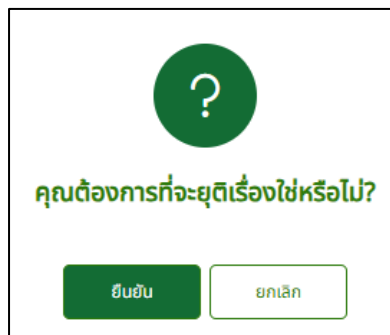 ?
คุณต้องการที่จะยุติเรื่องใช่หรือไม่?
ยืนยัน
ยกเลิก